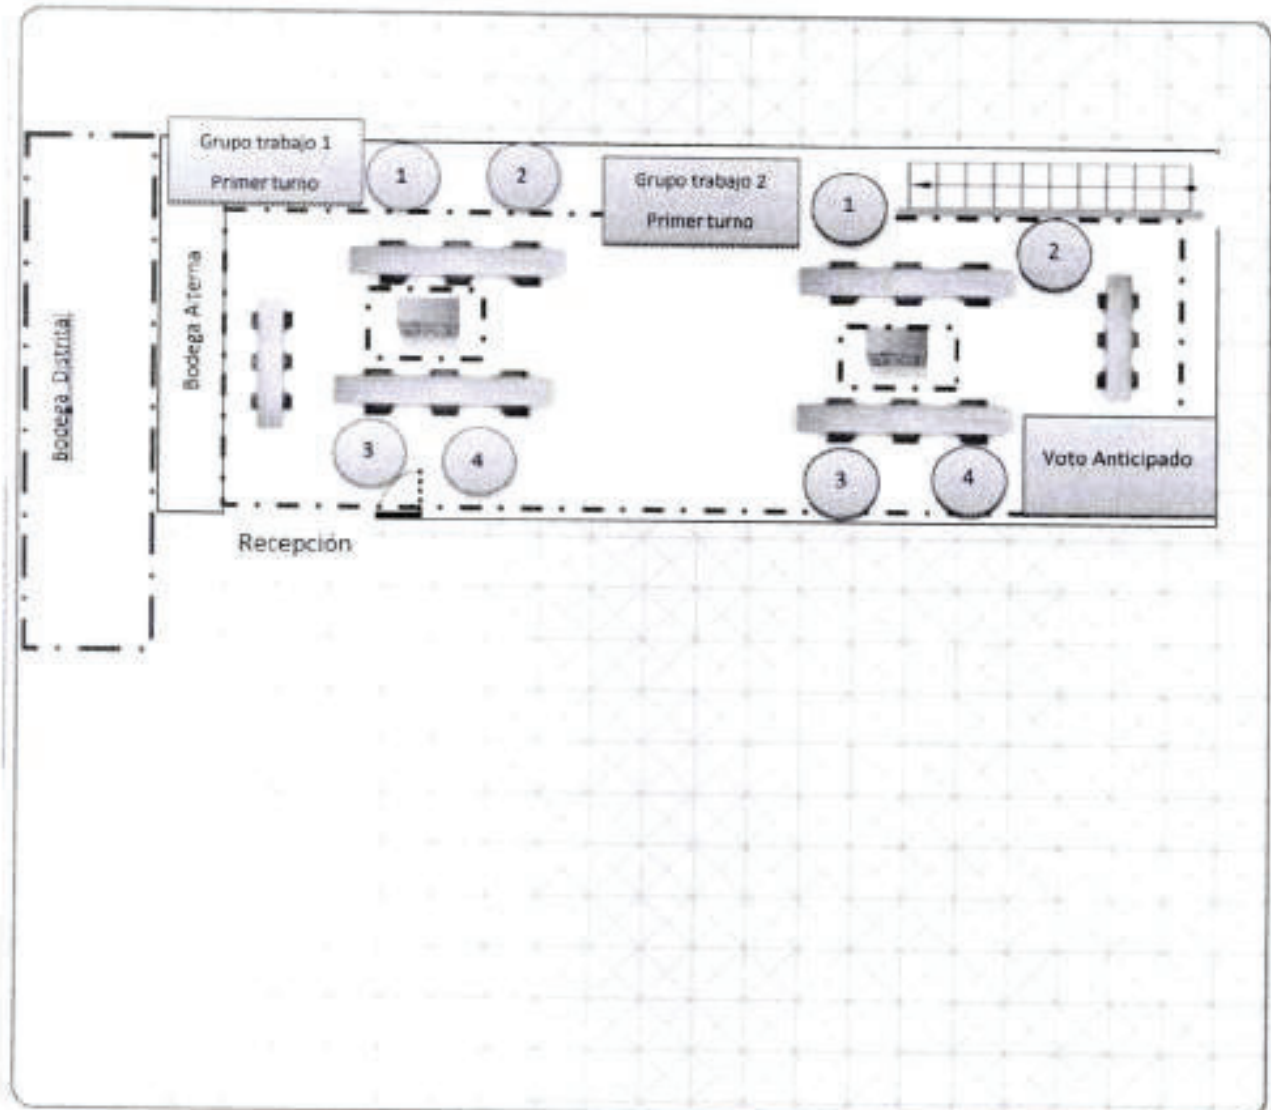 Grupo trabajo 1
Primer turno
1
2
Grupo trabajo 2
Primer turno
1
2
Bodega Distrital
Bodega A terna
3
4
3
4
Voto Anticipado
Recepción